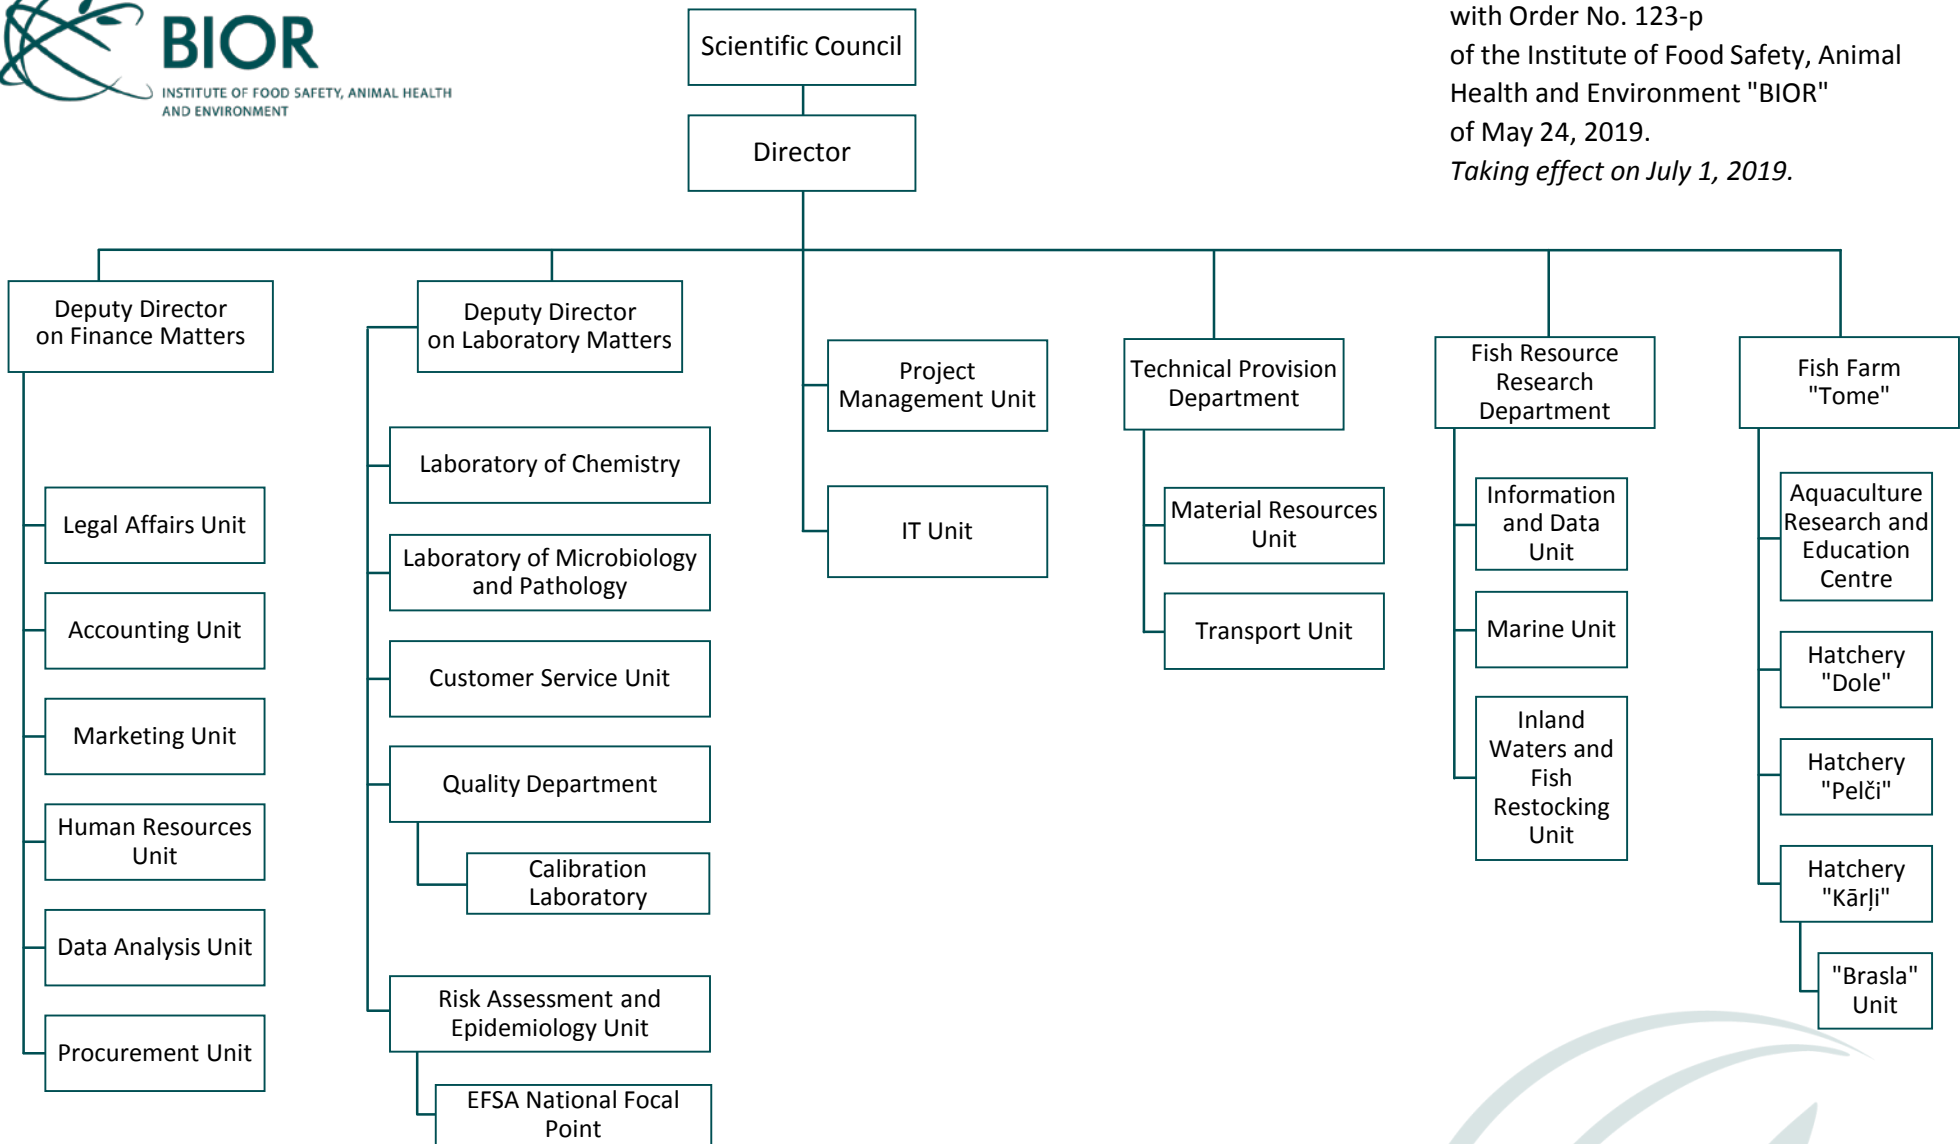 BIOR
INSTITUTE OF FOOD SAFETY, ANIMAL HEALTH
AND ENVIRONMENT
with Order No. 123-p
of the Institute of Food Safety, Animal
Health and Environment "BIOR"
of May 24, 2019.
Taking effect on July 1, 2019.
Scientific Council
Director
Deputy Director
on Finance Matters
Legal Affairs Unit
Accounting Unit
Marketing Unit
Human Resources
Unit
Data Analysis Unit
Procurement Unit
Deputy Director
on Laboratory Matters
Laboratory of Chemistry
Laboratory of Microbiology
and Pathology
Customer Service Unit
Quality Department
Calibration
Laboratory
Risk Assessment and
Epidemiology Unit
EFSA National Focal
Point
Project
Management Unit
IT Unit
Technical Provision
Department
Material Resources
Unit
Transport Unit
Fish Resource
Research
Department
Information
and Data
Unit
Marine Unit
Inland
Waters and
Fish
Restocking
Unit
Fish Farm
"Tome"
Aquaculture
Research and
Education
Centre
Hatchery
"Dole"
Hatchery
"Pelči"
Hatchery
"Kārļi"
"Brasla"
Unit